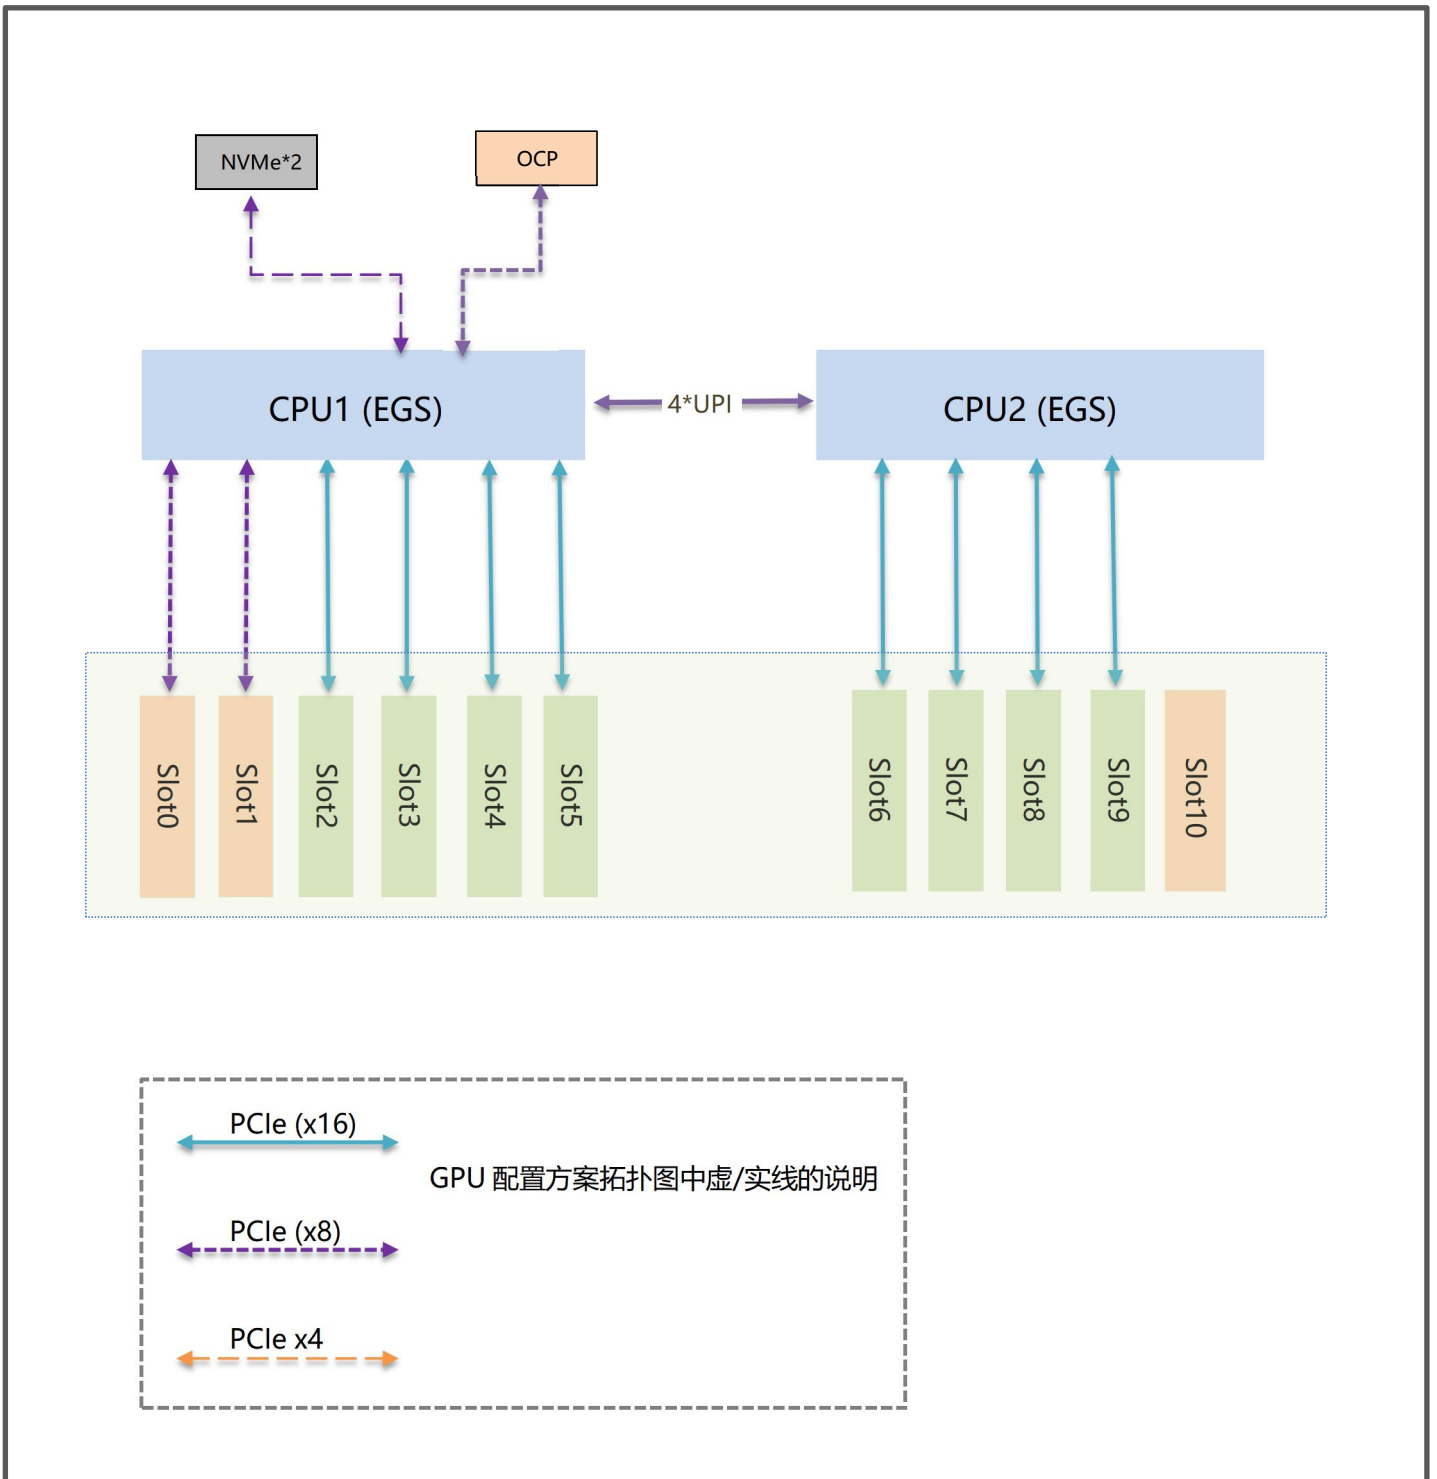 NVMe*2
OCP
CPU1 (EGS)
4*UPI
CPU2 (EGS)
Slot0
Slot1
Slot2
Slot3
Slot4
Slot5
Slot6
Slot7
Slot8
Slot9
Slot10
PCIe (x16)
GPU 配置方案拓扑图中虚/实线的说明
PCIe (x8)
PCIe x4